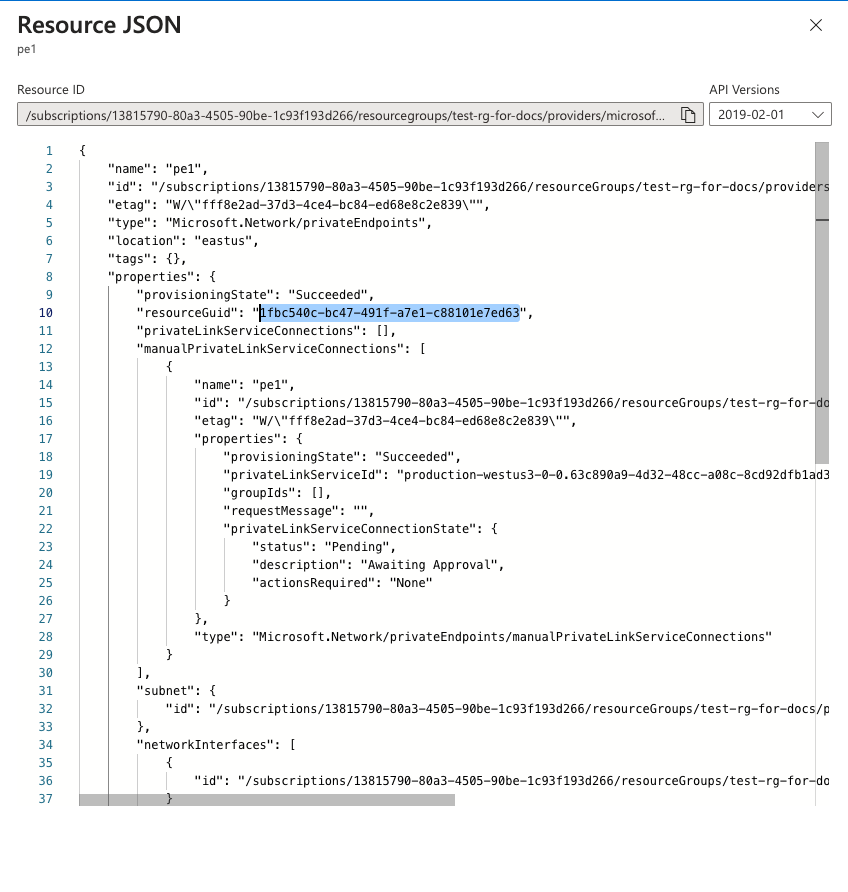 Resource JSON
pe1
Resource ID
API Versions
/subscriptions/13815790-80a3-4505-90be-1c93f193d266/resourcegroups/test-rg-for-docs/providers/microsof...
2019-02-01
1 {
2 "name": "pe1",
3 "id": "/subscriptions/13815790-80a3-4505-90be-1c93f193d266/resourceGroups/test-rg-for-docs/providers
4 "etag": "W/\"fff8e2ad-37d3-4ce4-bc84-ed68e8c2e839\"",
5 "type": "Microsoft.Network/privateEndpoints",
6 "location": "eastus",
7 "tags": {},
8 "properties": {
9 "provisioningState": "Succeeded",
10 "resourceGuid": "1fbc540c-bc47-491f-a7e1-c88101e7ed63",
11 "privateLinkServiceConnections": [],
12 "manualPrivateLinkServiceConnections": [
13 {
14 "name": "pe1",
15 "id": "/subscriptions/13815790-80a3-4505-90be-1c93f193d266/resourceGroups/test-rg-for-do
16 "etag": "W/\"fff8e2ad-37d3-4ce4-bc84-ed68e8c2e839\"",
17 "properties": {
18 "provisioningState": "Succeeded",
19 "privateLinkServiceId": "production-westus3-0-0.63c890a9-4d32-48cc-a08c-8cd92dfb1ad3
20 "groupIds": [],
21 "requestMessage": "",
22 "privateLinkServiceConnectionState": {
23 "status": "Pending",
24 "description": "Awaiting Approval",
25 "actionsRequired": "None"
26 }
27 },
28 "type": "Microsoft.Network/privateEndpoints/manualPrivateLinkServiceConnections"
29 }
30 ],
31 "subnet": {
32 "id": "/subscriptions/13815790-80a3-4505-90be-1c93f193d266/resourceGroups/test-rg-for-docs/p
33 },
34 "networkInterfaces": [
35 {
36 "id": "/subscriptions/13815790-80a3-4505-90be-1c93f193d266/resourceGroups/test-rg-for-do
37 }